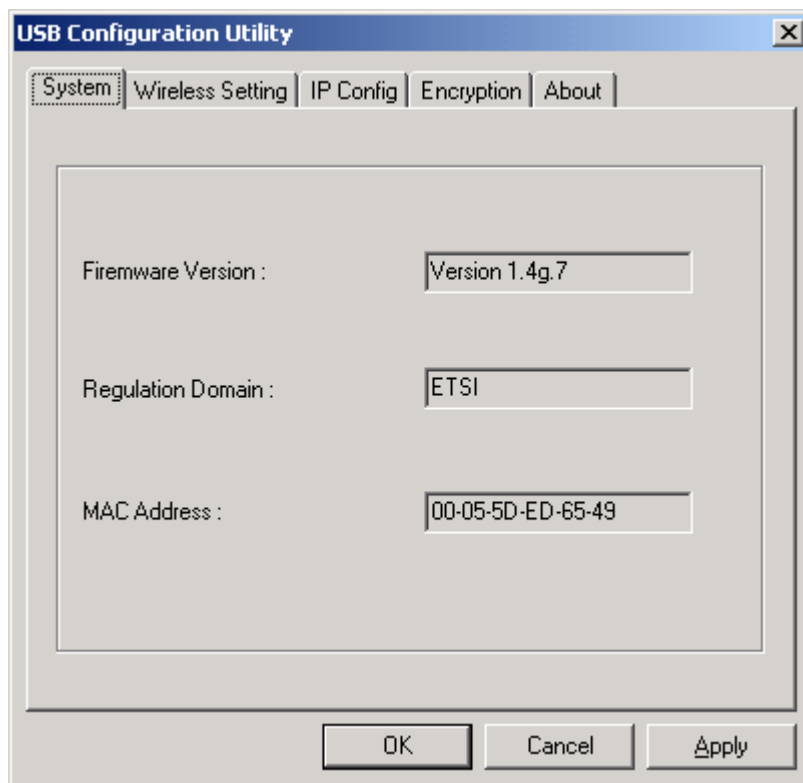 USB Configuration Utility
System Wireless Setting IP Config Encryption About
Firemware Version : Version 1.4g.7
Regulation Domain : ETSI
MAC Address : 00-05-5D-ED-65-49
OK Cancel Apply